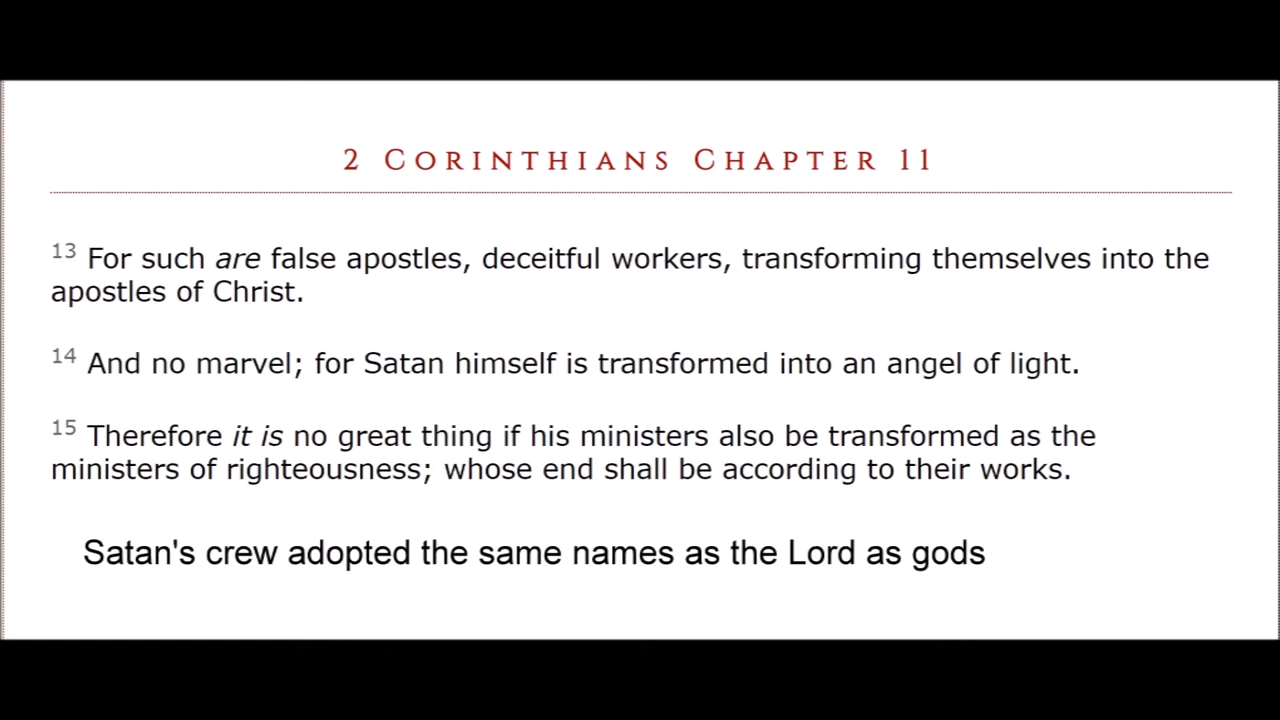 2 Corinthians Chapter 11
13 For such are false apostles, deceitful workers, transforming themselves into the
apostles of Christ.
14 And no marvel; for Satan himself is transformed into an angel of light.
15 Therefore it is no great thing if his ministers also be transformed as the
ministers of righteousness; whose end shall be according to their works.
Satan's crew adopted the same names as the Lord as gods